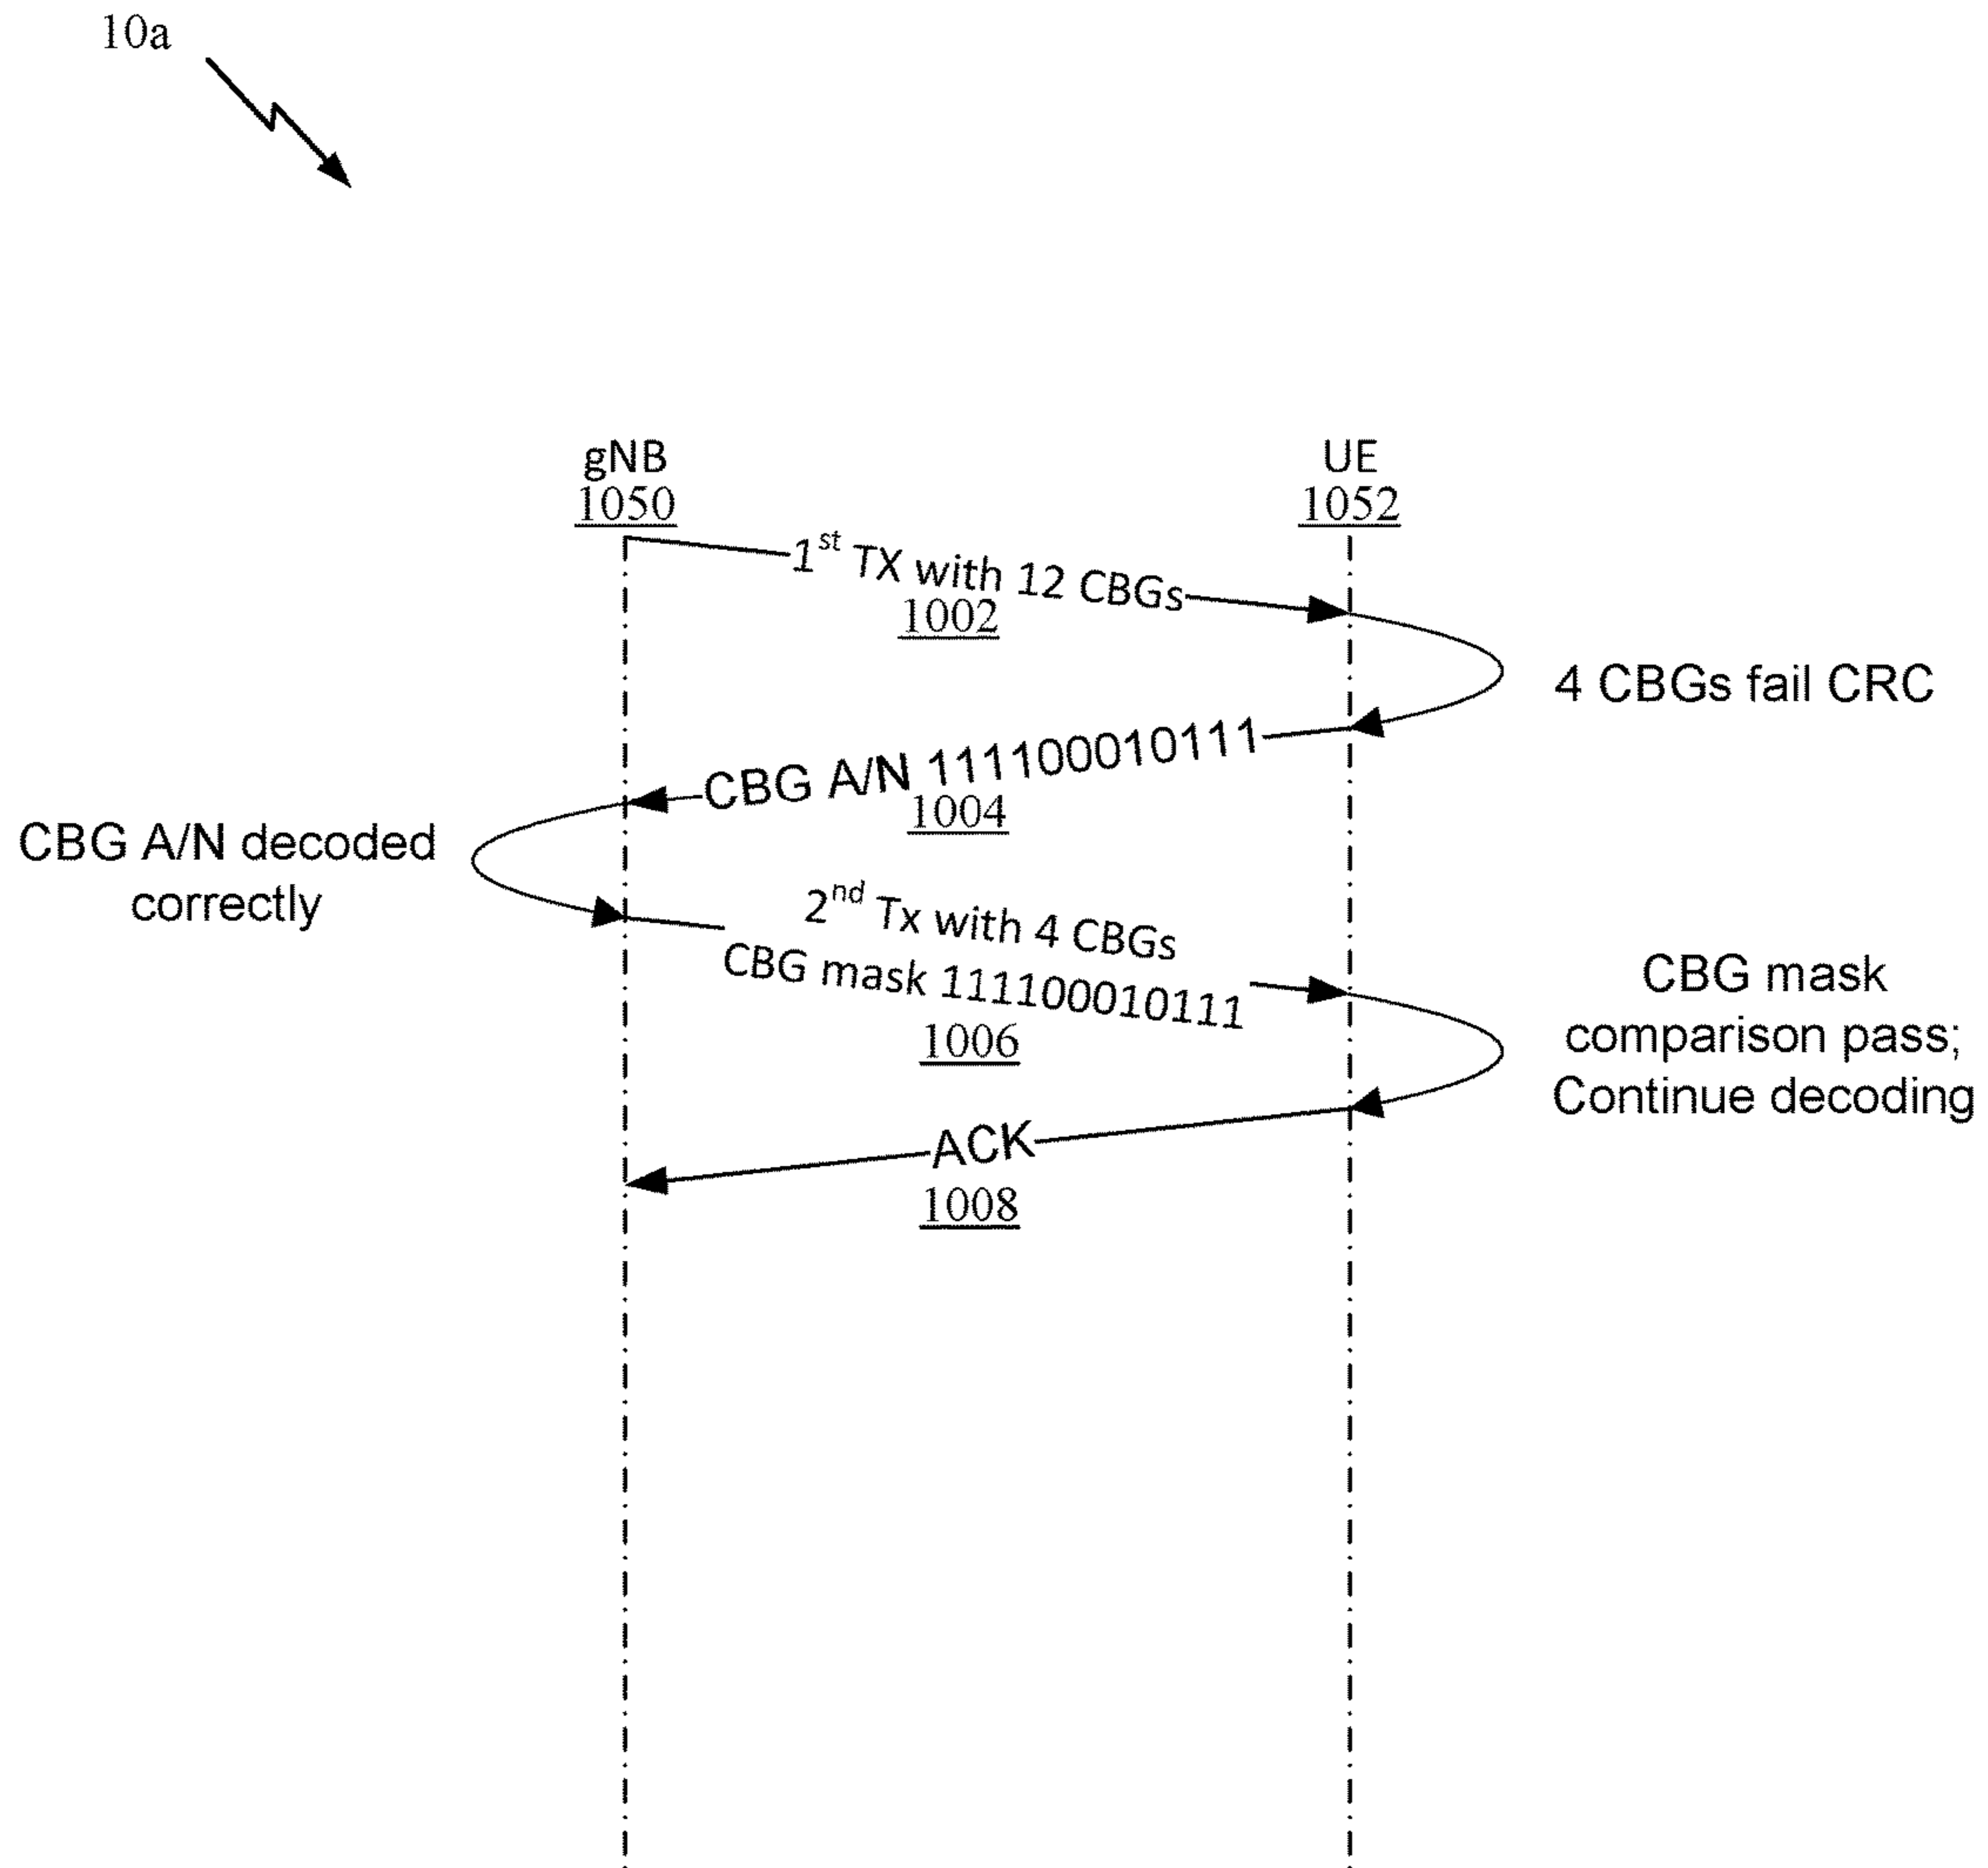 10a
gNB
1050
UE
1052
1st TX with 12 CBGs
1002
4 CBGs fail CRC
CBG A/N 111100010111
1004
CBG A/N decoded
correctly
2nd Tx with 4 CBGs
CBG mask 111100010111
1006
CBG mask
comparison pass;
Continue decoding
ACK
1008